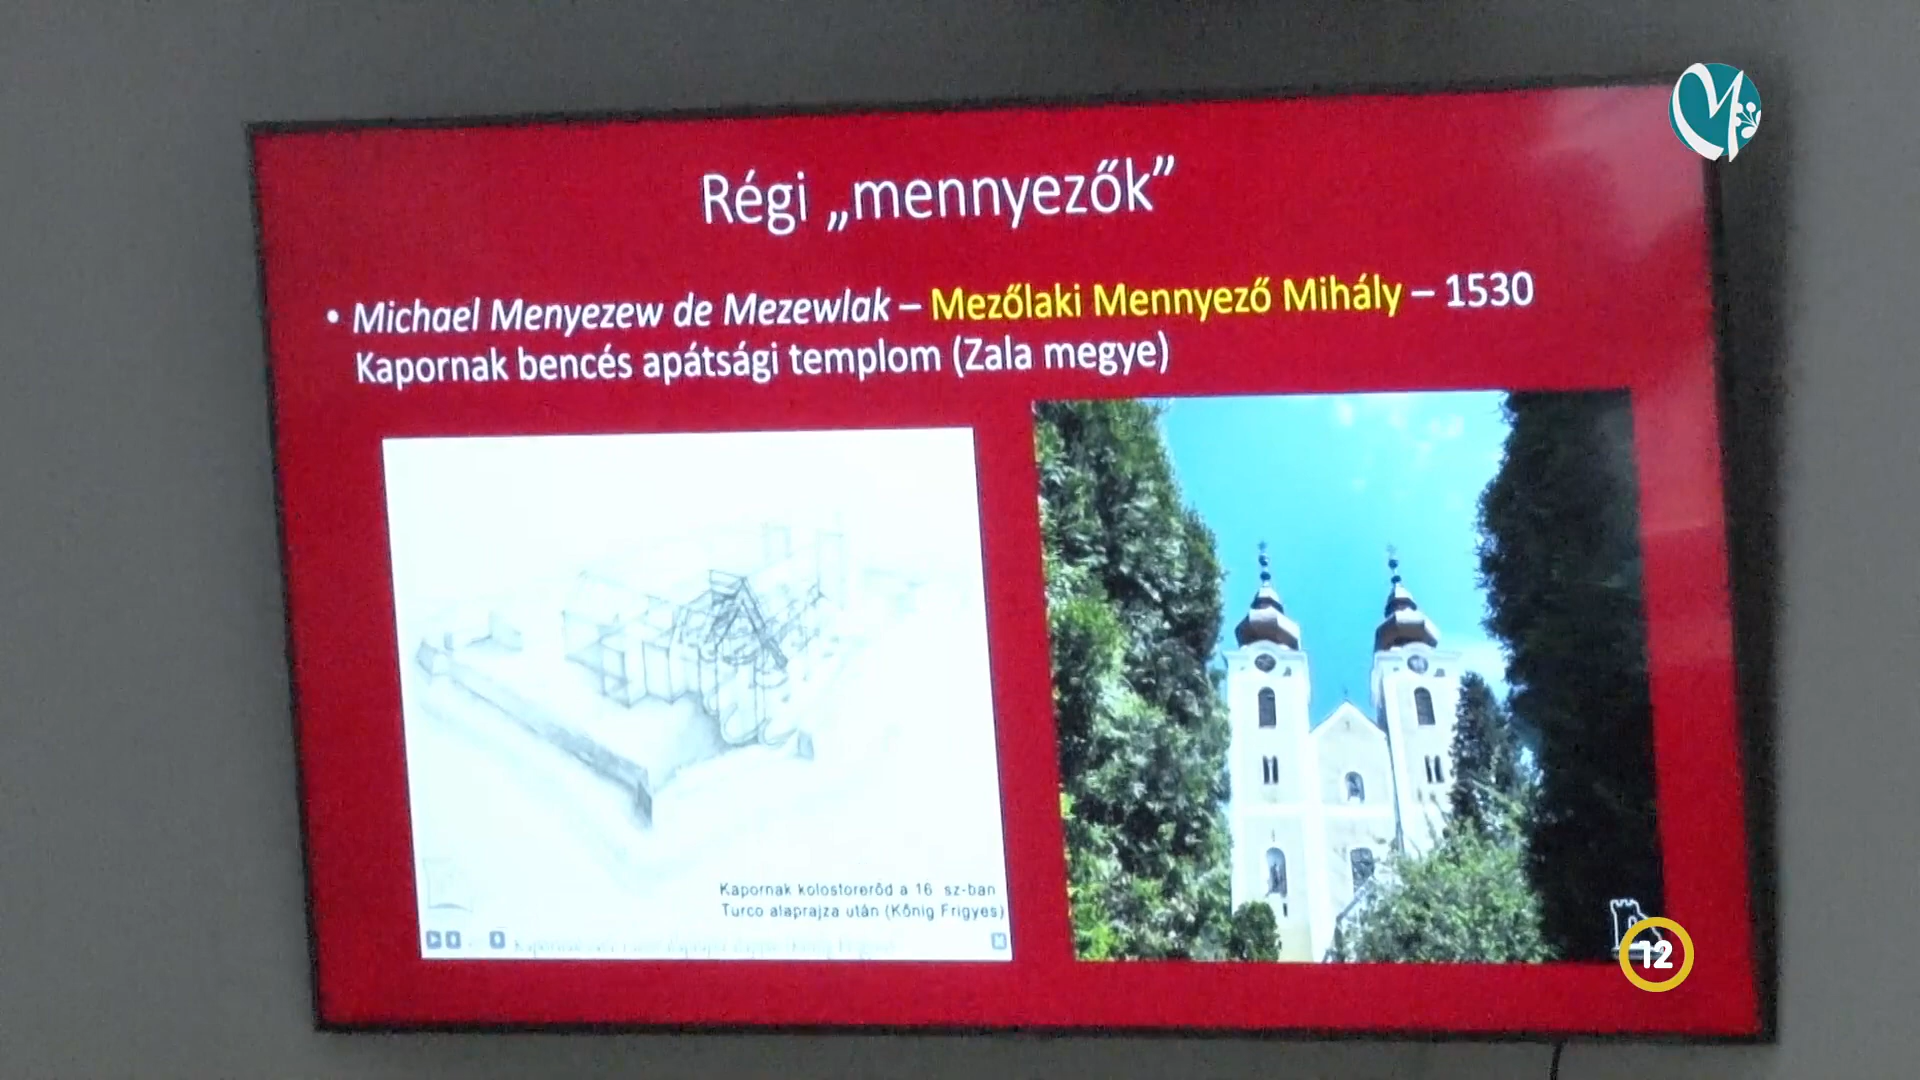 Régi „mennyezők”
• Michael Menyezew de Mezewlak – Mezőlaki Mennyező Mihály – 1530
Kapornak bencés apátsági templom (Zala megye)
Kapornak kolostorerőd a 16 sz-ban
Turco alaprajza után (Kőnig Frigyes)
12